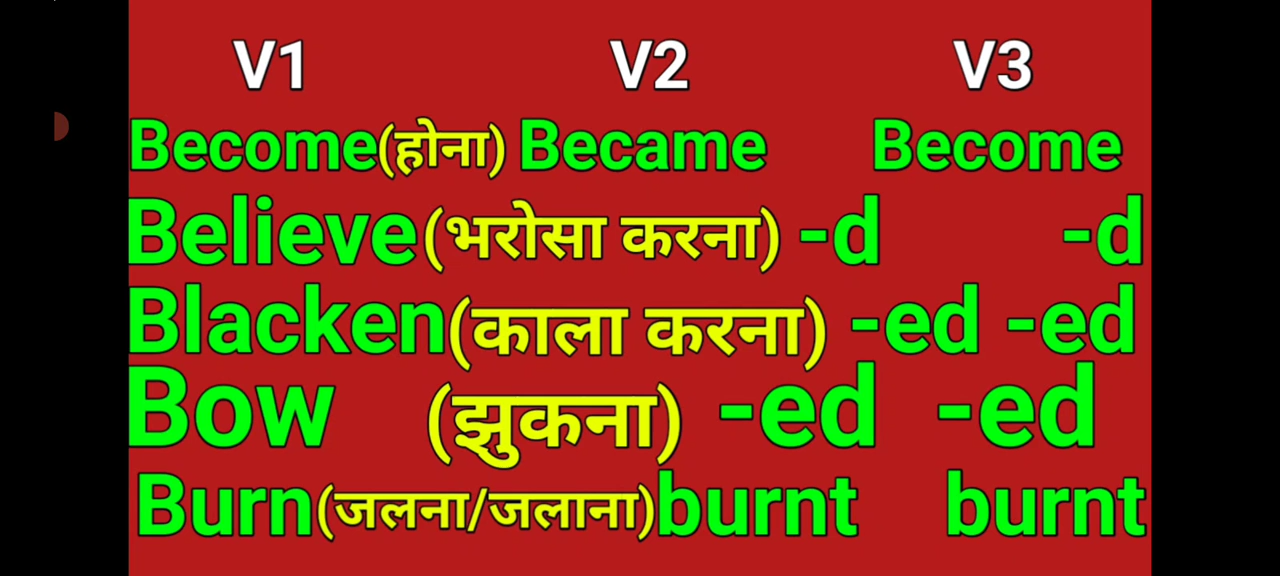 V1 V2 V3
Become(होना) Became Become
Believe(भरोसा करना) -d -d
Blacken(काला करना) -ed -ed
Bow (झुकना) -ed -ed
Burn(जलना/जलाना)burnt burnt